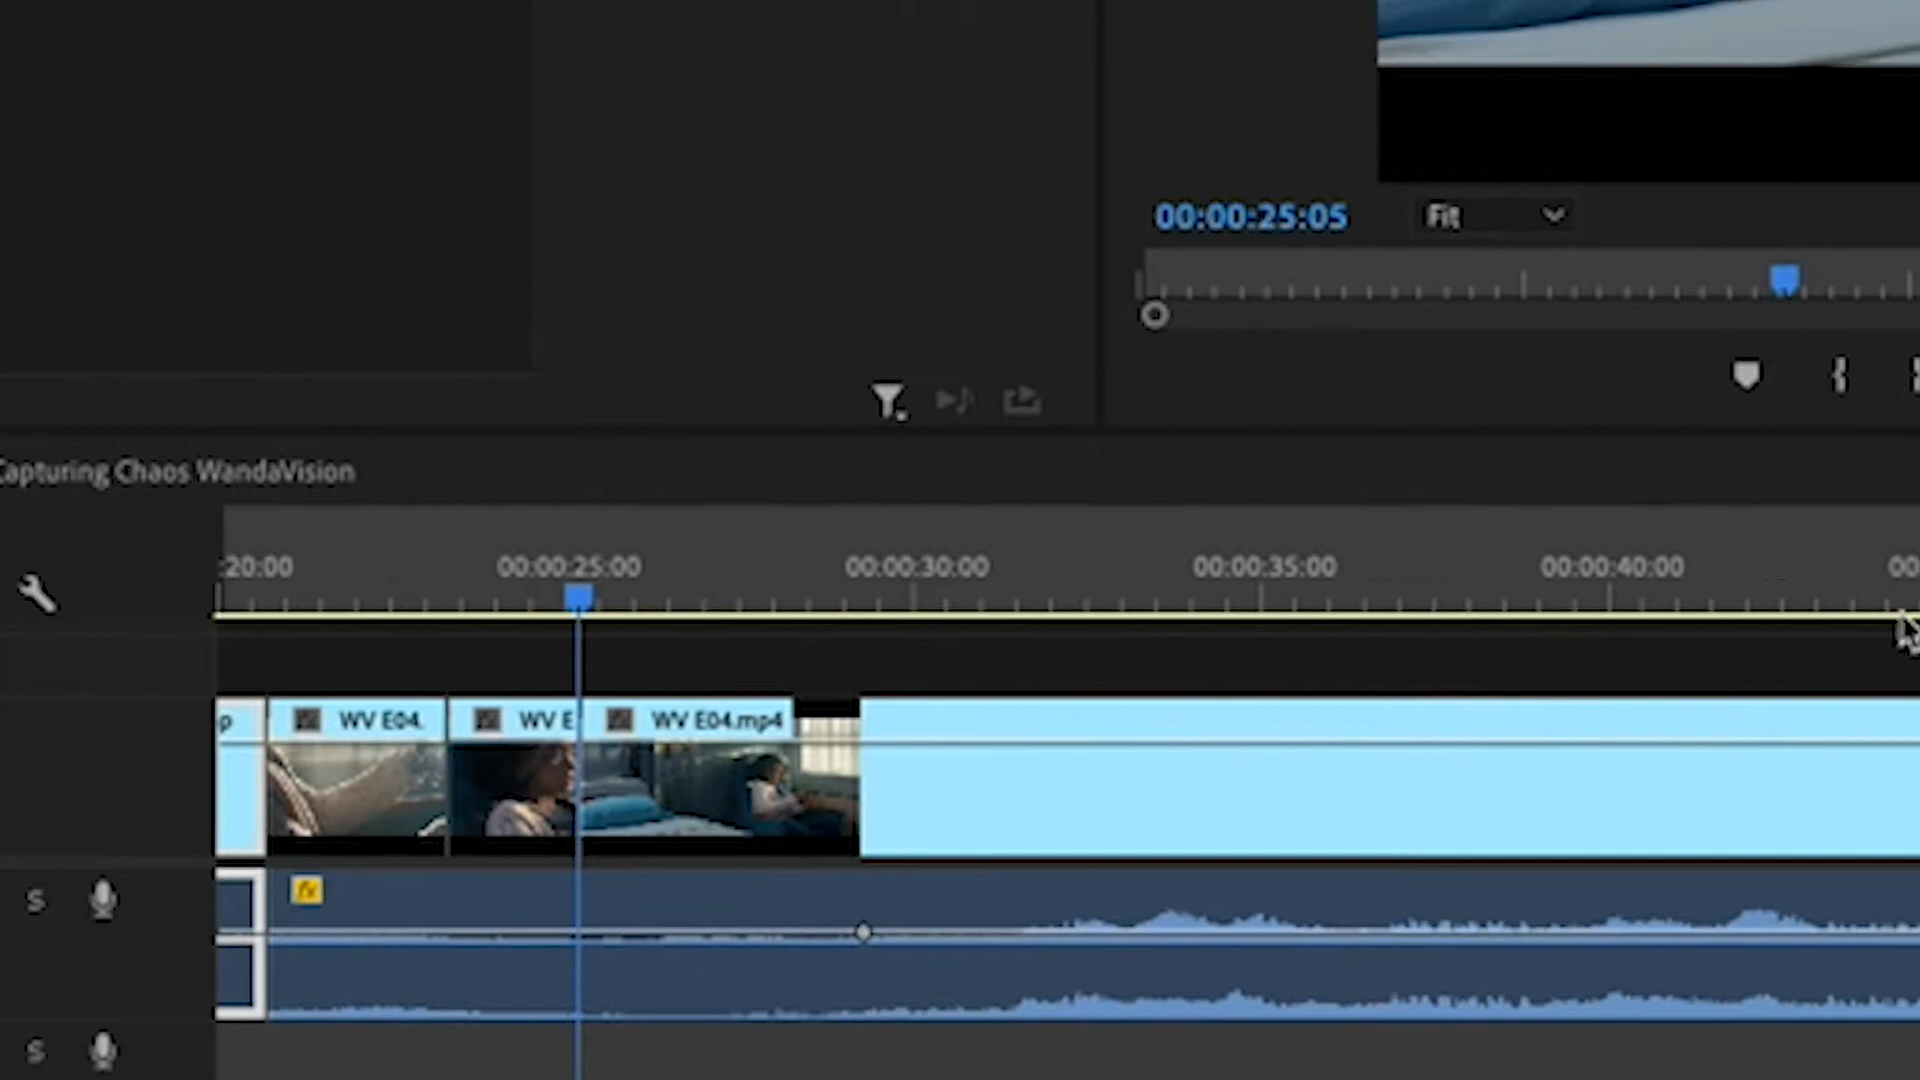 00:00:25:05 Fit
Capturing Chaos WandaVision
:20:00 00:00:25:00 00:00:30:00 00:00:35:00 00:00:40:00 00
p WV E04. WV E WV E04.mp4
fx
S
S